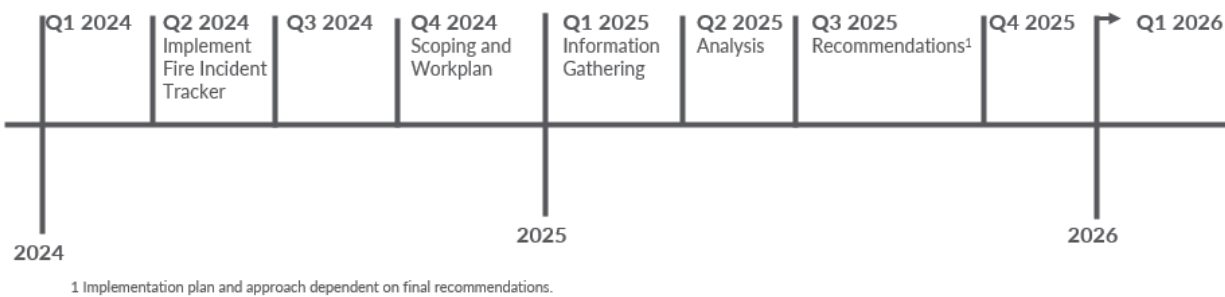 Q1 2024
Q2 2024
Implement
Fire Incident
Tracker
Q3 2024
Q4 2024
Scoping and
Workplan
Q1 2025
Information
Gathering
Q2 2025
Analysis
Q3 2025
Recommendations¹
Q4 2025
Q1 2026
2024
2025
2026
1 Implementation plan and approach dependent on final recommendations.